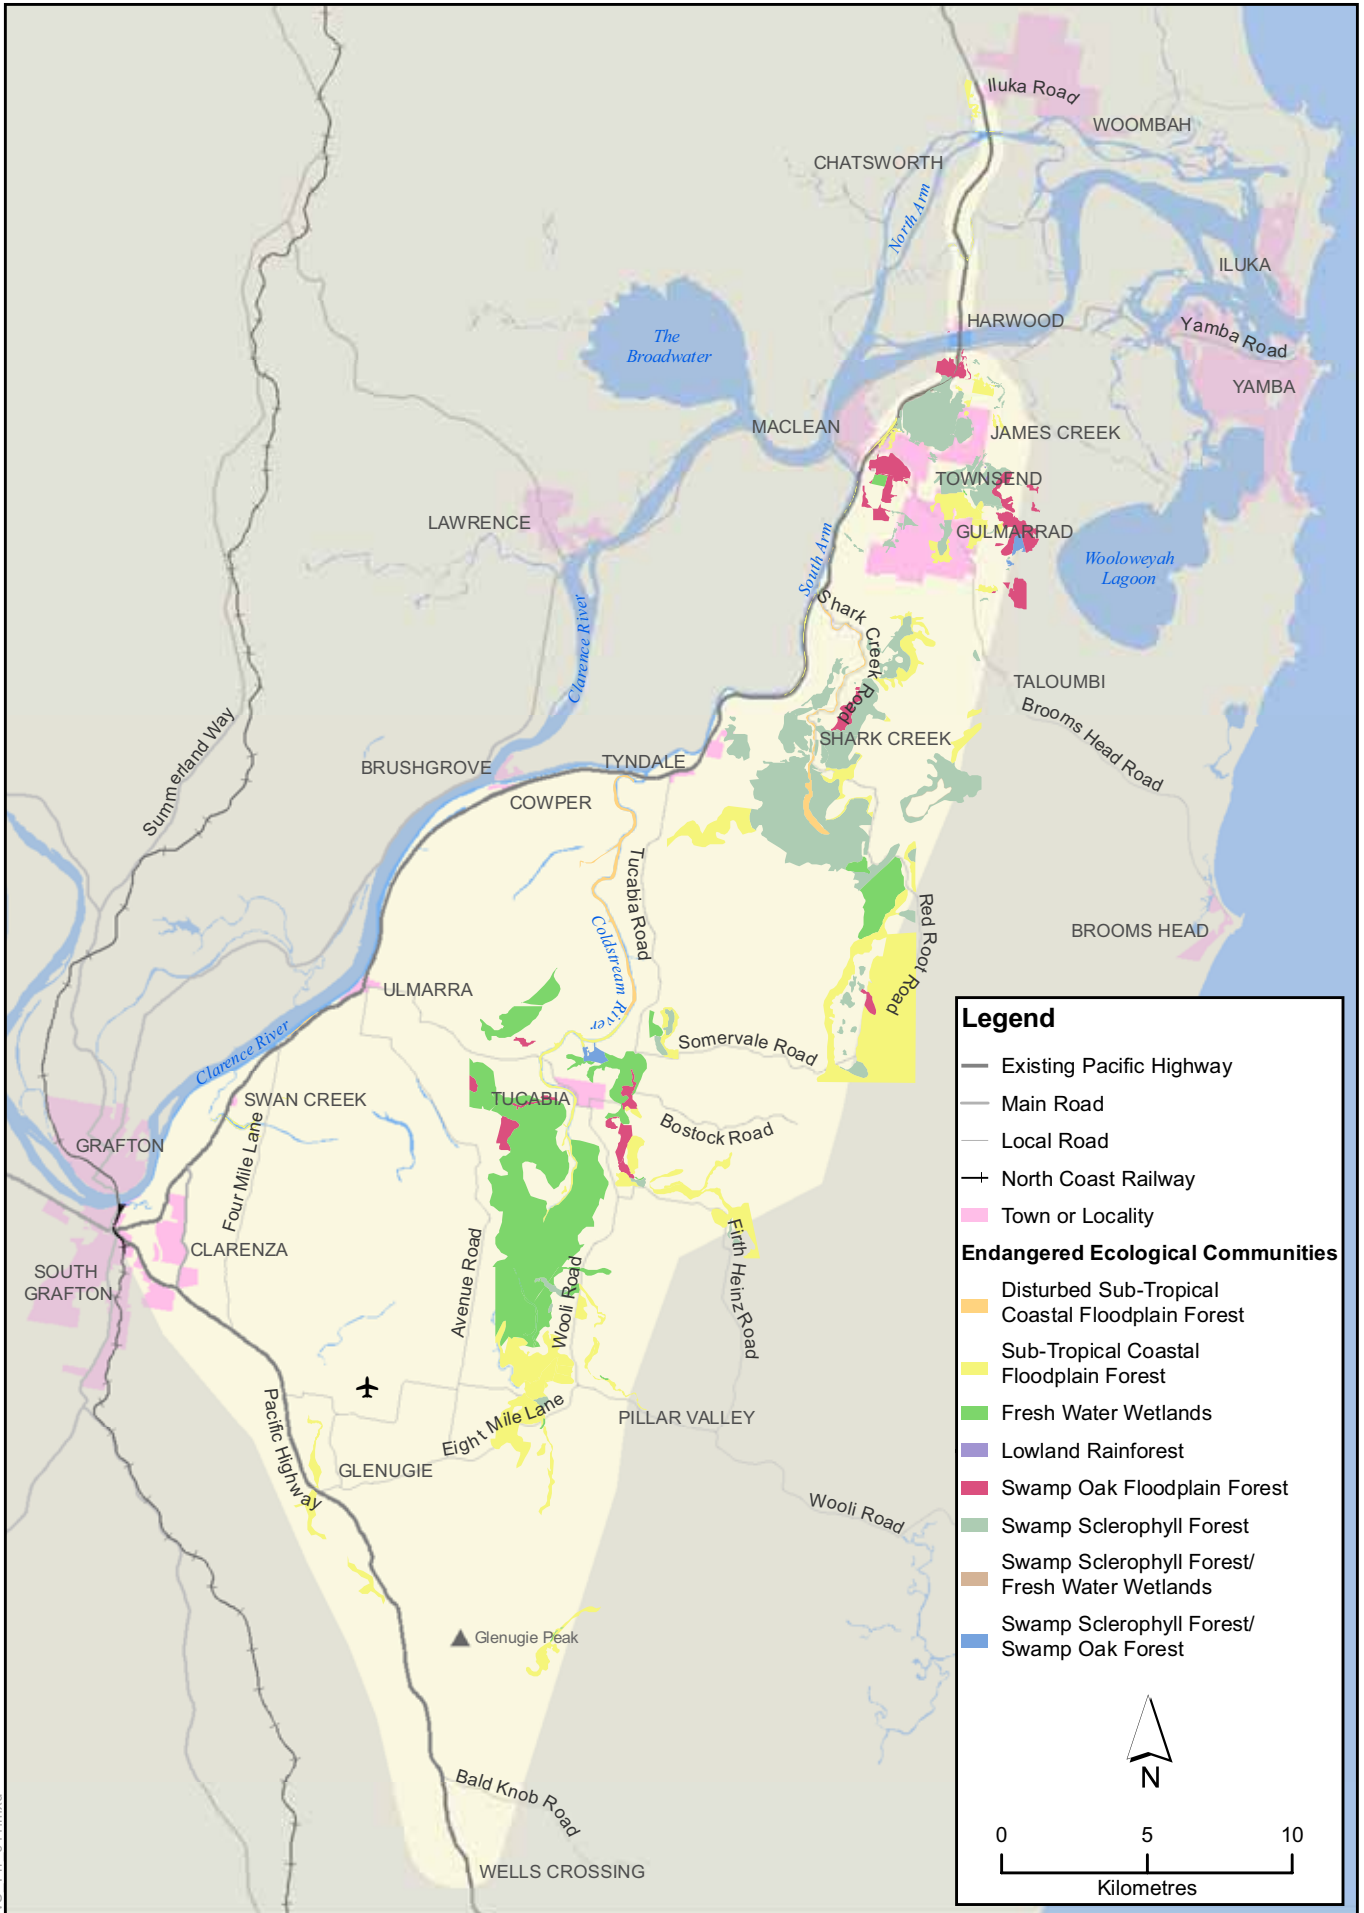 Iluka Road
WOOMBAH
CHATSWORTH
North Arm
ILUKA
HARWOOD
Yamba Road
The
Broadwater
YAMBA
MACLEAN
JAMES CREEK
TOWNSEND
LAWRENCE
GULMARRAD
South Arm
Wooloweyah
Lagoon
Shark Creek Road
Clarence River
TALOUMBI
Brooms Head Road
Summerland Way
SHARK CREEK
TYNDALE
BRUSHGROVE
COWPER
Tucabia Road
Red Root Road
BROOMS HEAD
Coldstream River
ULMARRA
Clarence River
Somervale Road
SWAN CREEK
TUCABIA
Bostock Road
GRAFTON
Four Mile Lane
CLARENZA
Avenue Road
Wooli Road
Firth Heinz Road
SOUTH
GRAFTON
Pacific Highway
Eight Mile Lane
PILLAR VALLEY
GLENUGIE
Wooli Road
Glenugie Peak
Bald Knob Road
WELLS CROSSING
Legend
Existing Pacific Highway
Main Road
Local Road
North Coast Railway
Town or Locality
Endangered Ecological Communities
Disturbed Sub-Tropical
Coastal Floodplain Forest
Sub-Tropical Coastal
Floodplain Forest
Fresh Water Wetlands
Lowland Rainforest
Swamp Oak Floodplain Forest
Swamp Sclerophyll Forest
Swamp Sclerophyll Forest/
Fresh Water Wetlands
Swamp Sclerophyll Forest/
Swamp Oak Forest
N
0 5 10
Kilometres